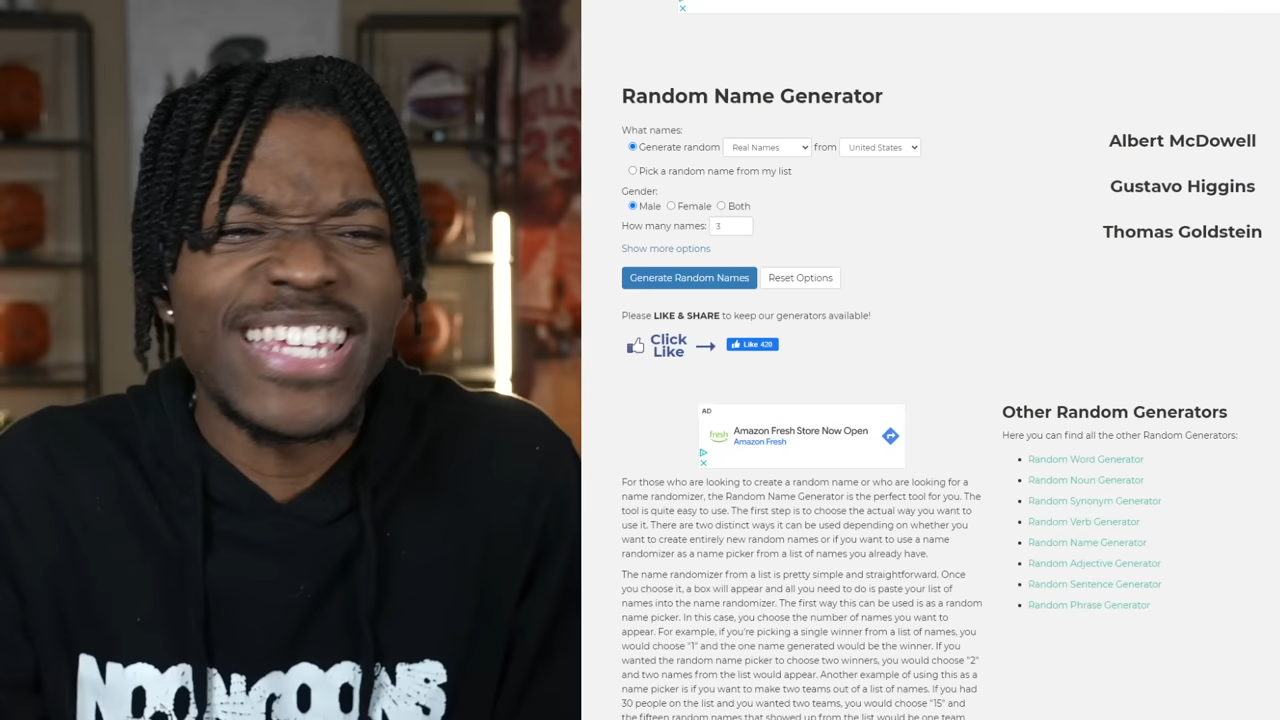 Random Name Generator
What names:
Generate random Real Names from United States
Pick a random name from my list
Gender:
Male Female Both
How many names: 3
Show more options
Generate Random Names Reset Options
Please LIKE & SHARE to keep our generators available!
Click
Like
Like 420
Albert McDowell
Gustavo Higgins
Thomas Goldstein
AD
fresh
Amazon Fresh Store Now Open
Amazon Fresh
For those who are looking to create a random name or who are looking for a
name randomizer, the Random Name Generator is the perfect tool for you. The
tool is quite easy to use. The first step is to choose the actual way you want to
use it. There are two distinct ways it can be used depending on whether you
want to create entirely new random names or if you want to use a name
randomizer as a name picker from a list of names you already have.
The name randomizer from a list is pretty simple and straightforward. Once
you choose it, a box will appear and all you need to do is paste your list of
names into the name randomizer. The first way this can be used is as a random
name picker. In this case, you choose the number of names you want to
appear. For example, if you're picking a single winner from a list of names, you
would choose "1" and the one name generated would be the winner. If you
wanted the random name picker to choose two winners, you would choose "2"
and two names from the list would appear. Another example of using this as a
name picker is if you want to make two teams out of a list of names. If you had
30 people on the list and you wanted two teams, you would choose "15" and
the fifteen random names that showed up from the list would be one team
Other Random Generators
Here you can find all the other Random Generators:
Random Word Generator
Random Noun Generator
Random Synonym Generator
Random Verb Generator
Random Name Generator
Random Adjective Generator
Random Sentence Generator
Random Phrase Generator
23